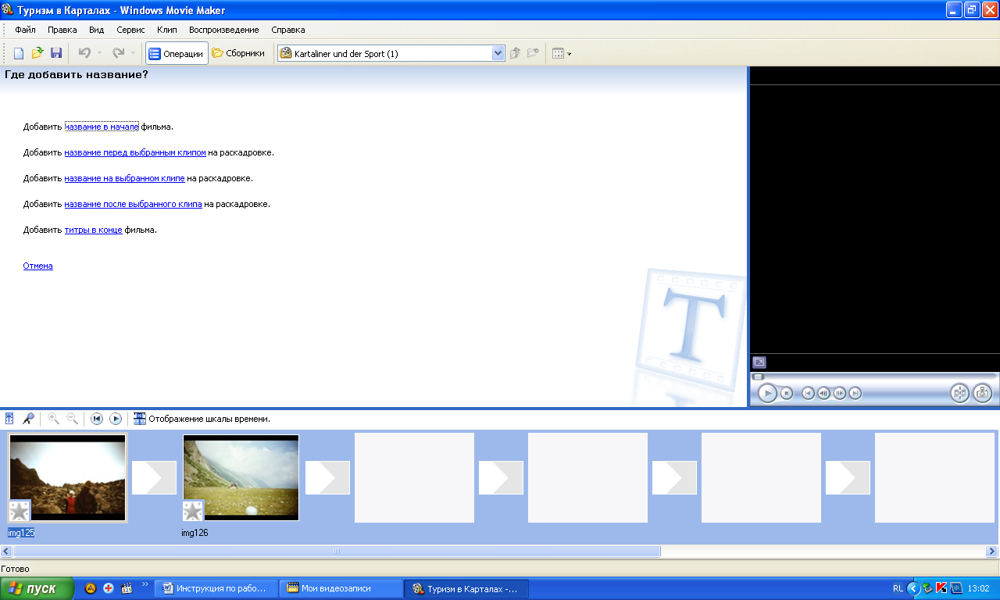 Туризм в Карталах - Windows Movie Maker
Файл Правка Вид Сервис Клип Воспроизведение Справка
Операции Сборники Kartaliner und der Sport (1)
Где добавить название?
Добавить название в начале фильма.
Добавить название перед выбранным клипом на раскадровке.
Добавить название на выбранном клипе на раскадровке.
Добавить название после выбранного клипа на раскадровке.
Добавить титры в конце фильма.
Отмена
T
Отображение шкалы времени.
img125 img126
Готово
пуск Инструкция по рабо... Мои видеозаписи Туризм в Карталах -... RL 13:02